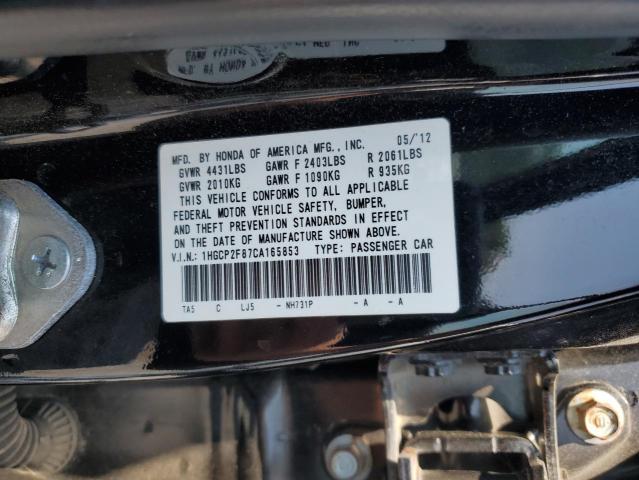 MFD. BY HONDA OF AMERICA MFG., INC. 05/'12
GVWR 4431LBS GAWR F 2403LBS R 2061LBS
GVWR 2010KG GAWR F 1090KG R 935KG
THIS VEHICLE CONFORMS TO ALL APPLICABLE
FEDERAL MOTOR VEHICLE SAFETY, BUMPER,
AND THEFT PREVENTION STANDARDS IN EFFECT
ON THE DATE OF MANUFACTURE SHOWN ABOVE.
V.I.N.: 1HGCP2F87CA165853 TYPE: PASSENGER CAR
TA5 C LJ5 - NH731P - A - A